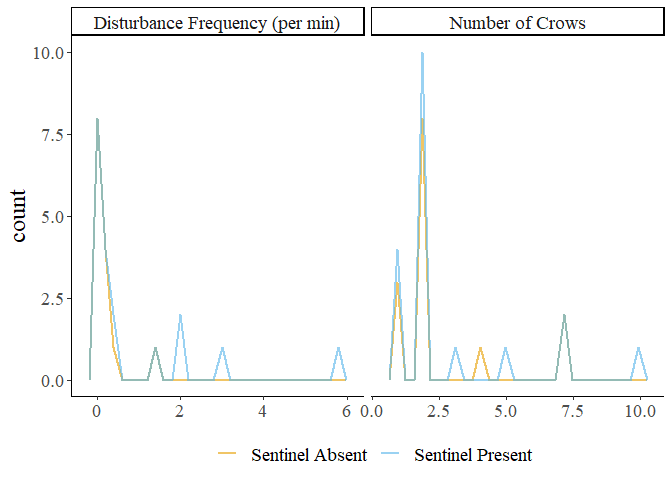 Disturbance Frequency (per min)
Number of Crows
count
10.0
7.5
5.0
2.5
0.0
0 2 4 6
0.0 2.5 5.0 7.5 10.0
Sentinel Absent Sentinel Present